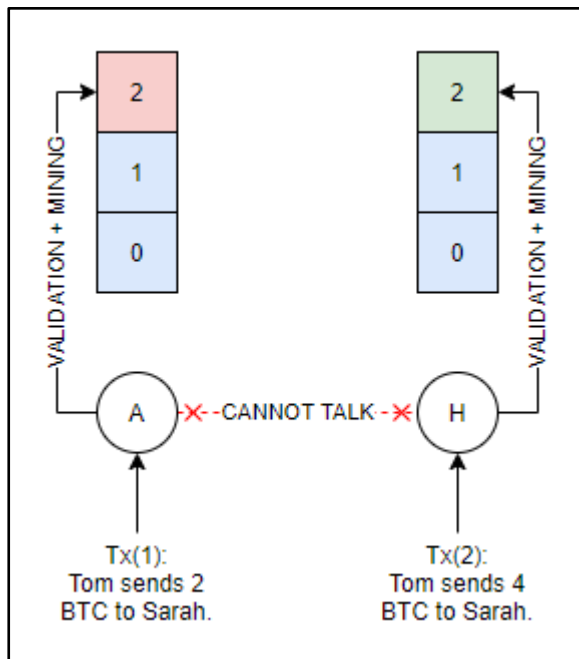 2
2
VALIDATION + MINING
1
1
VALIDATION + MINING
0
0
A
CANNOT TALK
H
Tx(1):
Tom sends 2
BTC to Sarah.
Tx(2):
Tom sends 4
BTC to Sarah.